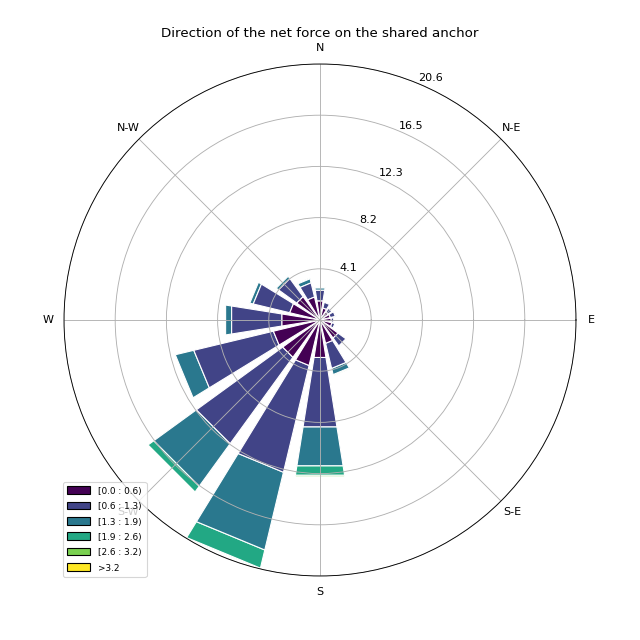 Direction of the net force on the shared anchor
N
20.6
N-W
N-E
16.5
12.3
8.2
4.1
W
E
[0.0 : 0.6)
[0.6 : 1.3)
[1.3 : 1.9)
[1.9 : 2.6)
[2.6 : 3.2)
>3.2
S-W
S-E
S